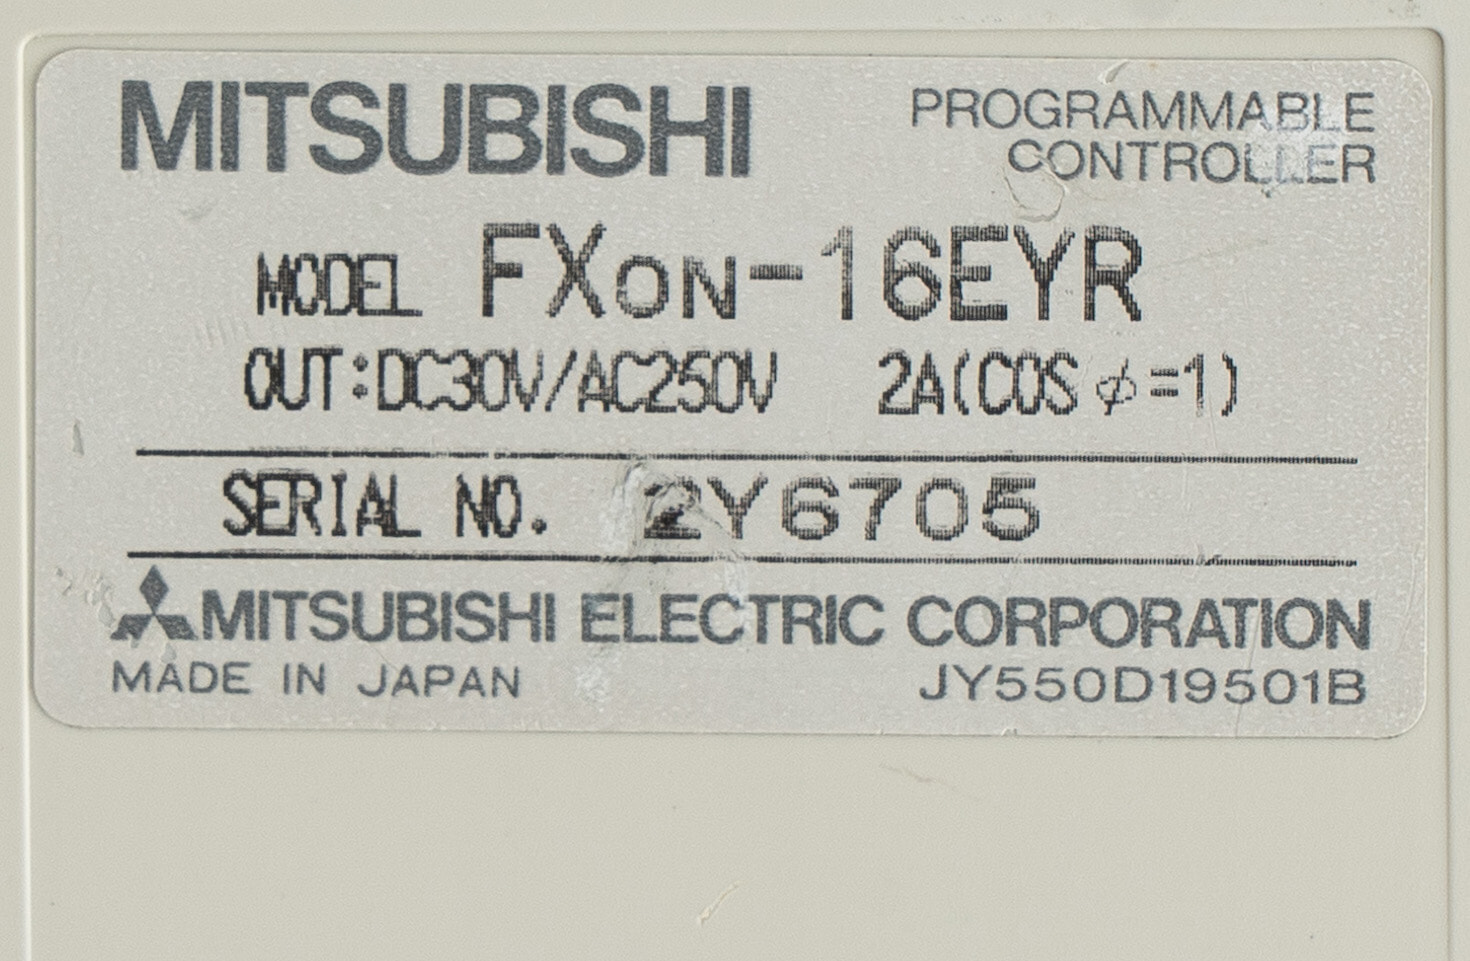 MITSUBISHI
PROGRAMMABLE
CONTROLLER
MODEL FX0N-16EYR
OUT:DC30V/AC250V 2A(COS φ=1)
SERIAL NO. 2Y6705
MITSUBISHI ELECTRIC CORPORATION
MADE IN JAPAN JY550D19501B